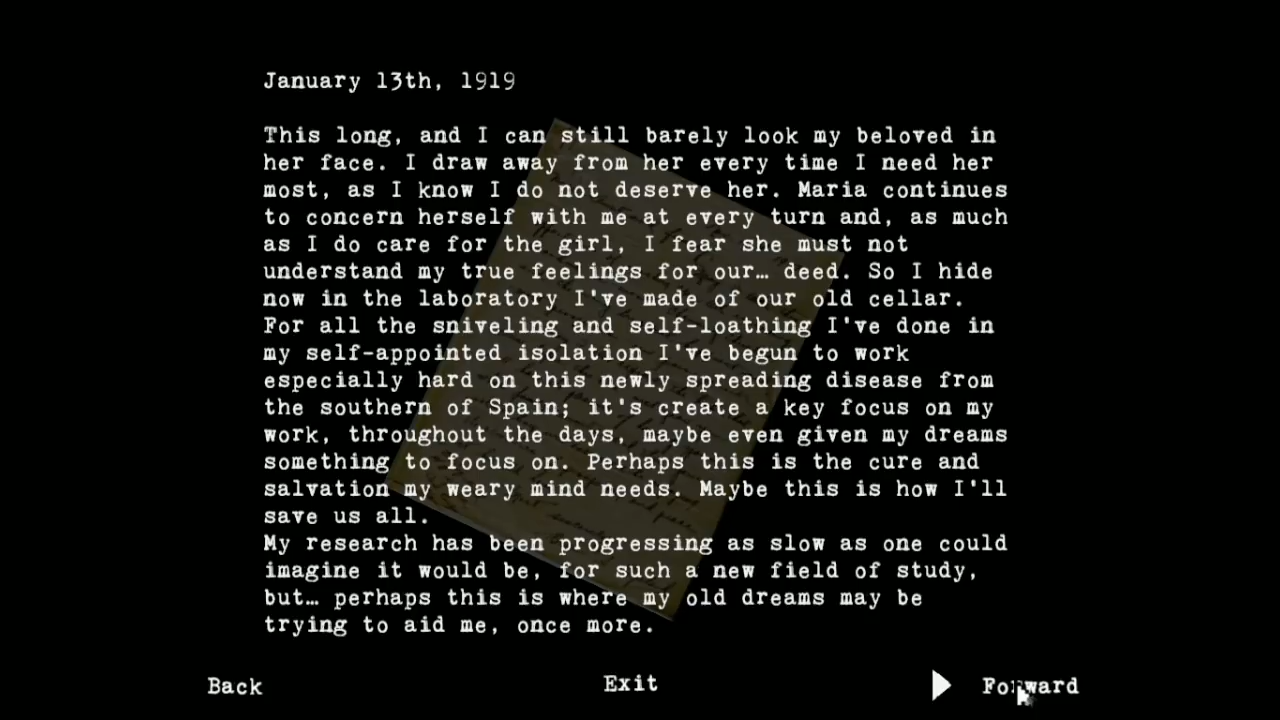 January 13th, 1919
This long, and I can still barely look my beloved in
her face. I draw away from her every time I need her
most, as I know I do not deserve her. Maria continues
to concern herself with me at every turn and, as much
as I do care for the girl, I fear she must not
understand my true feelings for our… deed. So I hide
now in the laboratory I've made of our old cellar.
For all the sniveling and self-loathing I've done in
my self-appointed isolation I've begun to work
especially hard on this newly spreading disease from
the southern of Spain; it's create a key focus on my
work, throughout the days, maybe even given my dreams
something to focus on. Perhaps this is the cure and
salvation my weary mind needs. Maybe this is how I'll
save us all.
My research has been progressing as slow as one could
imagine it would be, for such a new field of study,
but… perhaps this is where my old dreams may be
trying to aid me, once more.
Back
Exit
Forward